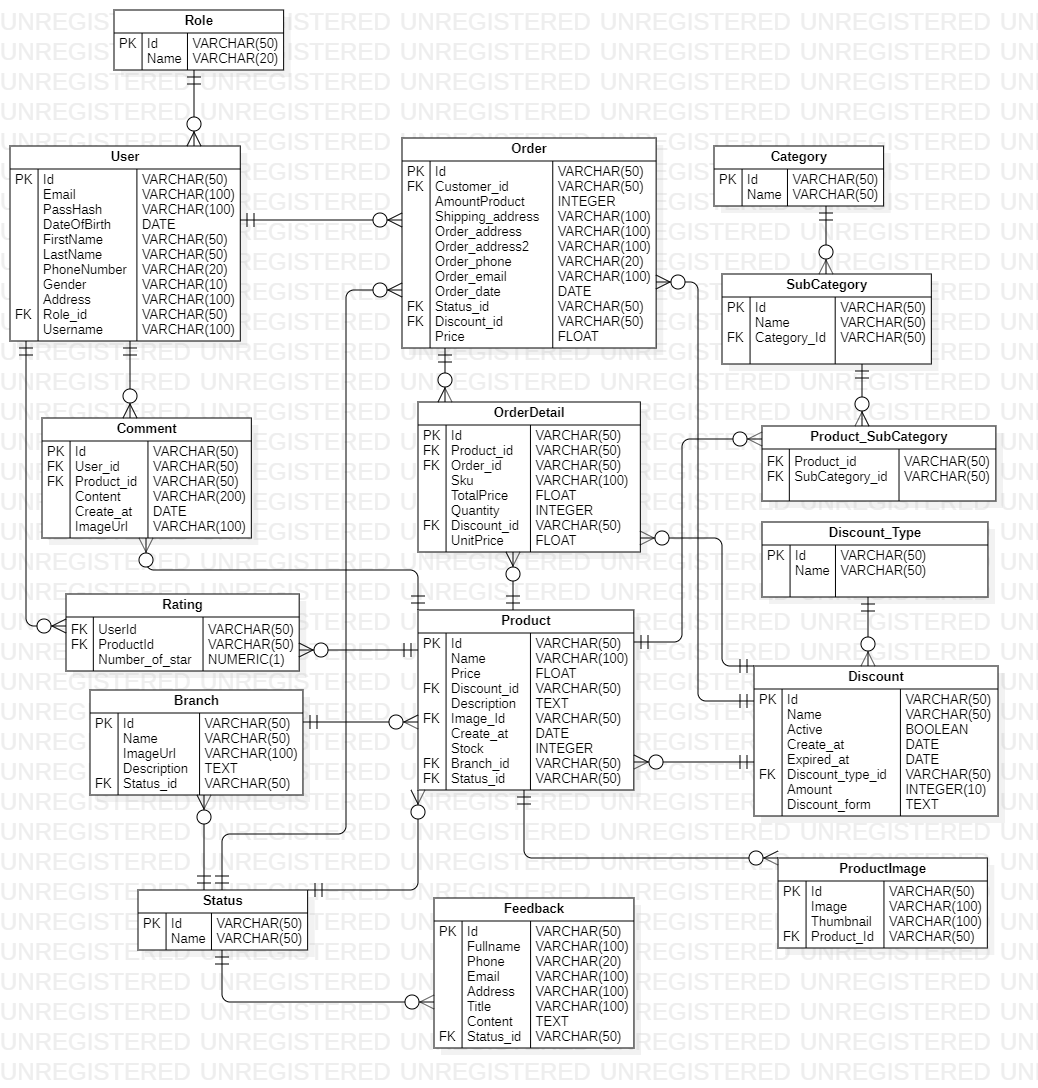 Role
PK Id VARCHAR(50)
Name VARCHAR(20)
User
PK Id VARCHAR(50)
Email VARCHAR(100)
PassHash VARCHAR(100)
DateOfBirth DATE
FirstName VARCHAR(50)
LastName VARCHAR(50)
PhoneNumber VARCHAR(20)
Gender VARCHAR(10)
Address VARCHAR(100)
FK Role_id VARCHAR(50)
Username VARCHAR(100)
Order
PK Id VARCHAR(50)
FK Customer_id VARCHAR(50)
AmountProduct INTEGER
Shipping_address VARCHAR(100)
Order_address VARCHAR(100)
Order_address2 VARCHAR(100)
Order_phone VARCHAR(20)
Order_email VARCHAR(100)
Order_date DATE
FK Status_id VARCHAR(50)
FK Discount_id VARCHAR(50)
Price FLOAT
Category
PK Id VARCHAR(50)
Name VARCHAR(50)
SubCategory
PK Id VARCHAR(50)
Name VARCHAR(50)
FK Category_Id VARCHAR(50)
Comment
PK Id VARCHAR(50)
FK User_id VARCHAR(50)
FK Product_id VARCHAR(50)
Content VARCHAR(200)
Create_at DATE
ImageUrl VARCHAR(100)
OrderDetail
PK Id VARCHAR(50)
FK Product_id VARCHAR(50)
FK Order_id VARCHAR(50)
Sku VARCHAR(100)
TotalPrice FLOAT
Quantity INTEGER
FK Discount_id VARCHAR(50)
UnitPrice FLOAT
Product_SubCategory
FK Product_id VARCHAR(50)
FK SubCategory_id VARCHAR(50)
Discount_Type
PK Id VARCHAR(50)
Name VARCHAR(50)
Rating
FK UserId VARCHAR(50)
FK ProductId VARCHAR(50)
Number_of_star NUMERIC(1)
Product
PK Id VARCHAR(50)
Name VARCHAR(100)
Price FLOAT
FK Discount_id VARCHAR(50)
Description TEXT
FK Image_Id VARCHAR(50)
Create_at DATE
Stock INTEGER
FK Branch_id VARCHAR(50)
FK Status_id VARCHAR(50)
Discount
PK Id VARCHAR(50)
Name VARCHAR(50)
Active BOOLEAN
Create_at DATE
Expired_at DATE
FK Discount_type_id VARCHAR(50)
Amount INTEGER(10)
Discount_form TEXT
Branch
PK Id VARCHAR(50)
Name VARCHAR(50)
ImageUrl VARCHAR(100)
Description TEXT
FK Status_id VARCHAR(50)
ProductImage
PK Id VARCHAR(50)
Image VARCHAR(100)
Thumbnail VARCHAR(100)
FK Product_Id VARCHAR(50)
Status
PK Id VARCHAR(50)
Name VARCHAR(50)
Feedback
PK Id VARCHAR(50)
Fullname VARCHAR(100)
Phone VARCHAR(20)
Email VARCHAR(100)
Address VARCHAR(100)
Title VARCHAR(100)
Content TEXT
FK Status_id VARCHAR(50)
UNREGISTERED